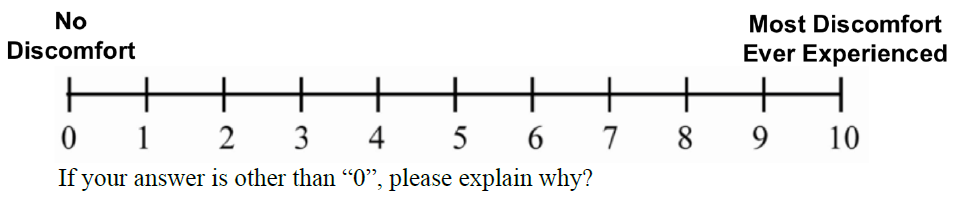 No
Discomfort
Most Discomfort
Ever Experienced
0 1 2 3 4 5 6 7 8 9 10
If your answer is other than “0”, please explain why?